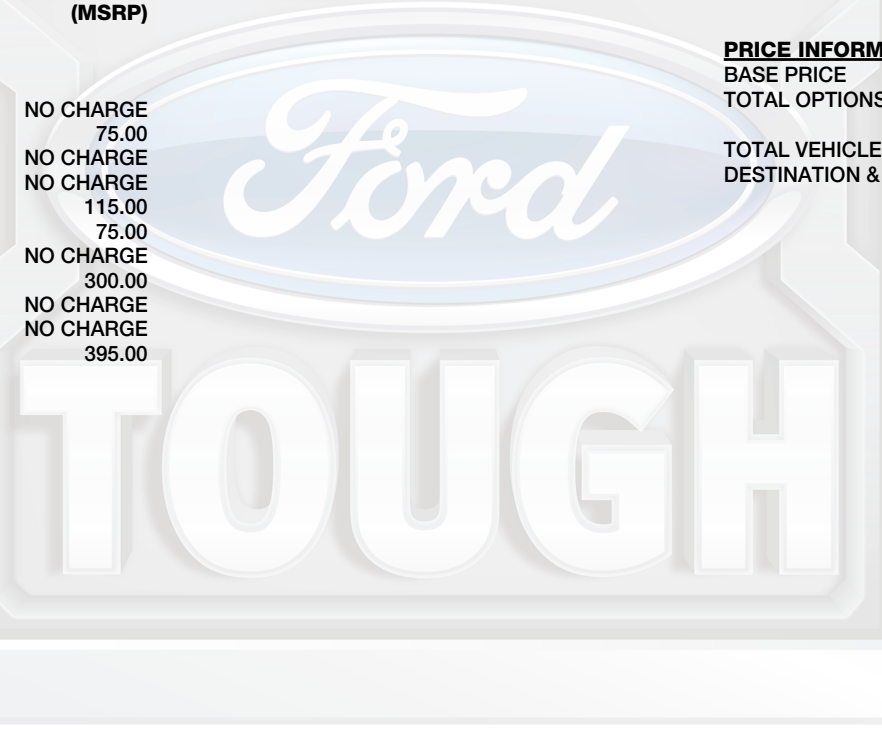 (MSRP)
NO CHARGE
75.00
NO CHARGE
NO CHARGE
115.00
75.00
NO CHARGE
300.00
NO CHARGE
NO CHARGE
395.00
PRICE INFORM
BASE PRICE
TOTAL OPTIONS
TOTAL VEHICLE
DESTINATION &
Ford
TOUGH